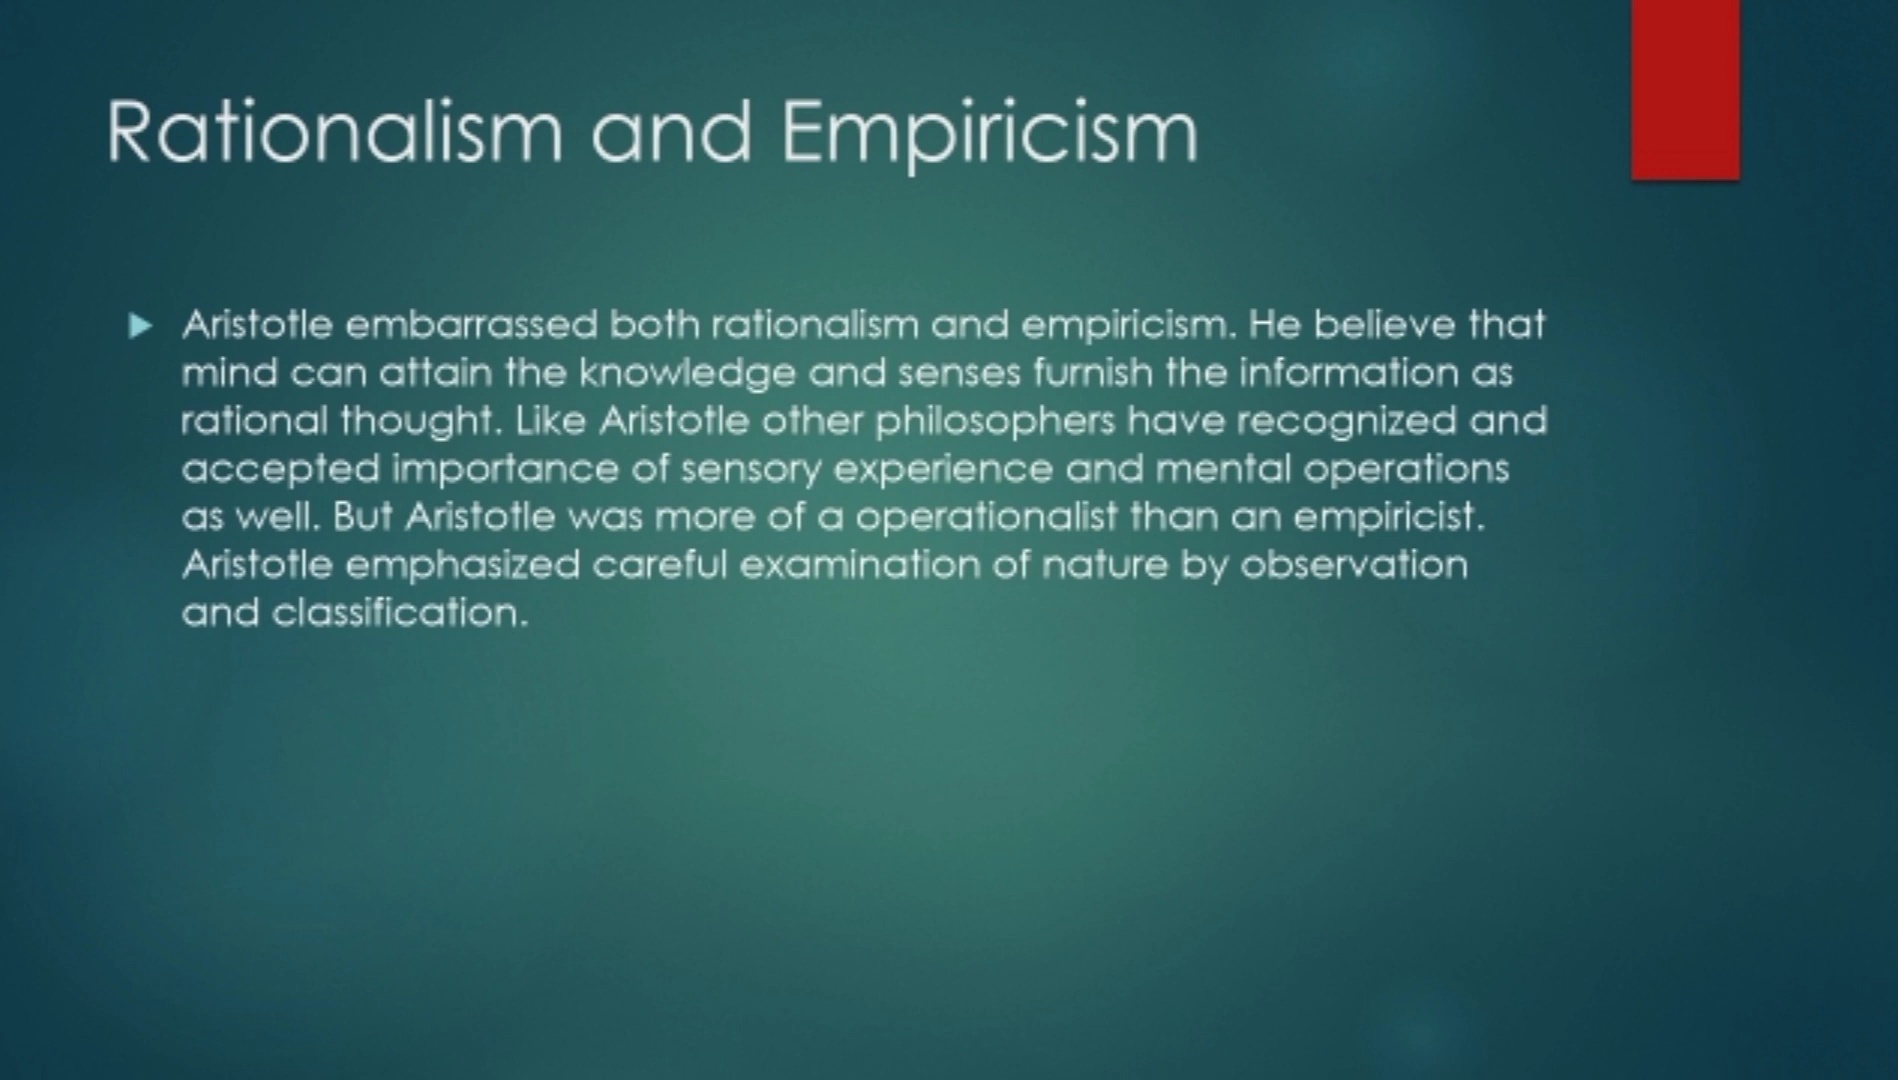 Rationalism and Empiricism
Aristotle embarrassed both rationalism and empiricism. He believe that
mind can attain the knowledge and senses furnish the information as
rational thought. Like Aristotle other philosophers have recognized and
accepted importance of sensory experience and mental operations
as well. But Aristotle was more of a operationalist than an empiricist.
Aristotle emphasized careful examination of nature by observation
and classification.